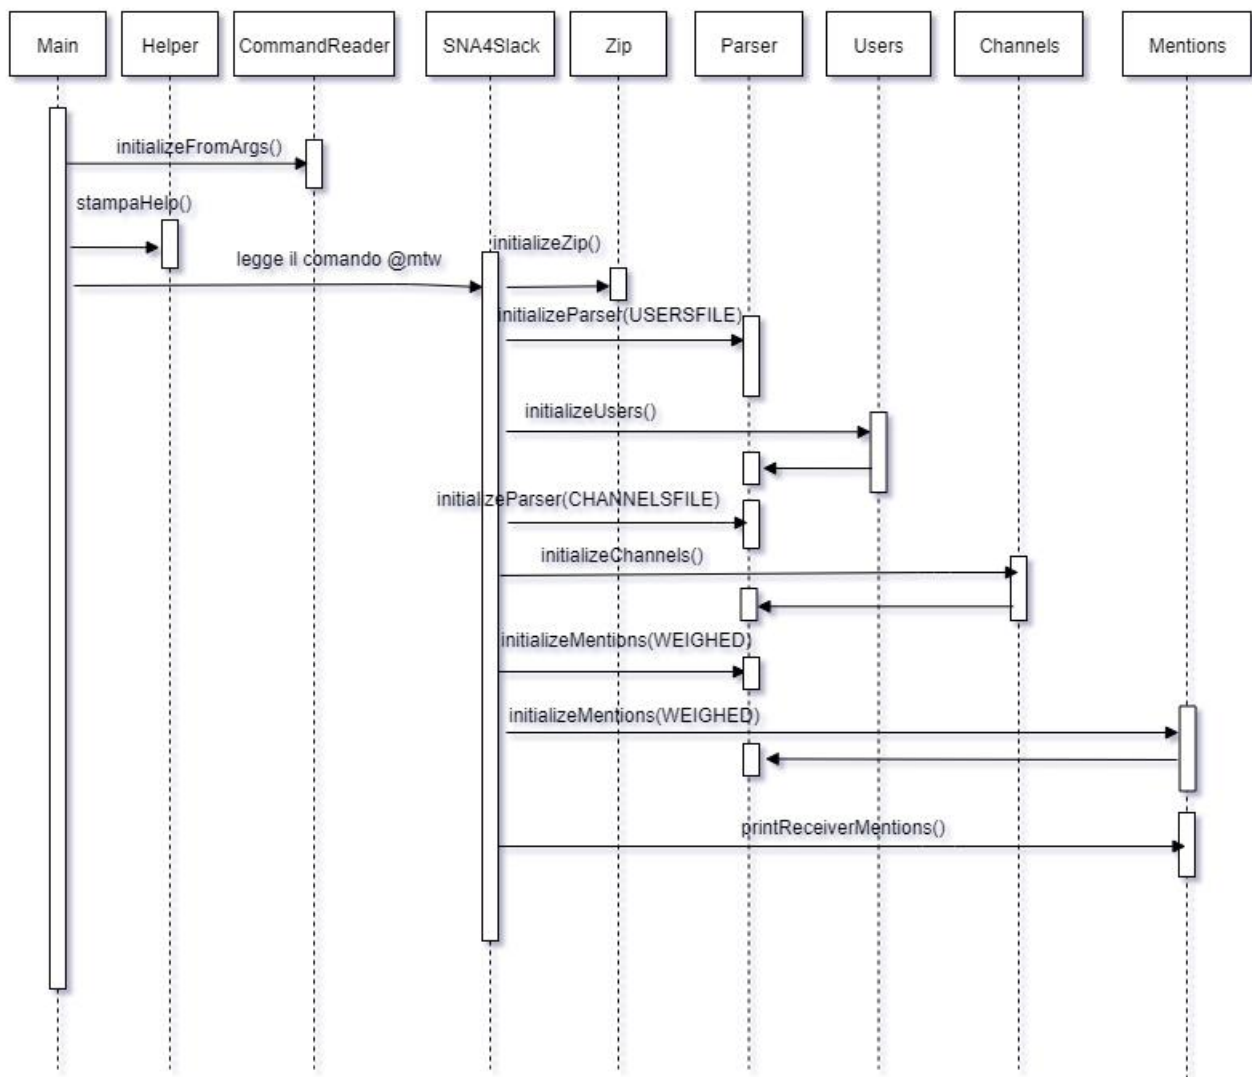 Main
Helper
CommandReader
SNA4Slack
Zip
Parser
Users
Channels
Mentions
initializeFromArgs()
stampaHelp()
initializeZip()
legge il comando @mtw
initializeParser(USERSFILE)
initializeUsers()
initializeParser(CHANNELSFILE)
initializeChannels()
initializeMentions(WEIGHED)
initializeMentions(WEIGHED)
printReceiverMentions()